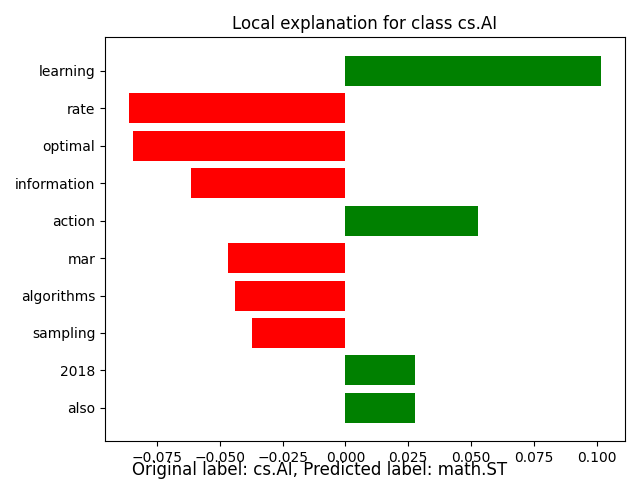 Local explanation for class cs.AI
learning
rate
optimal
information
action
mar
algorithms
sampling
2018
also
−0.075 −0.050 −0.025 0.000 0.025 0.050 0.075 0.100
Original label: cs.AI, Predicted label: math.ST